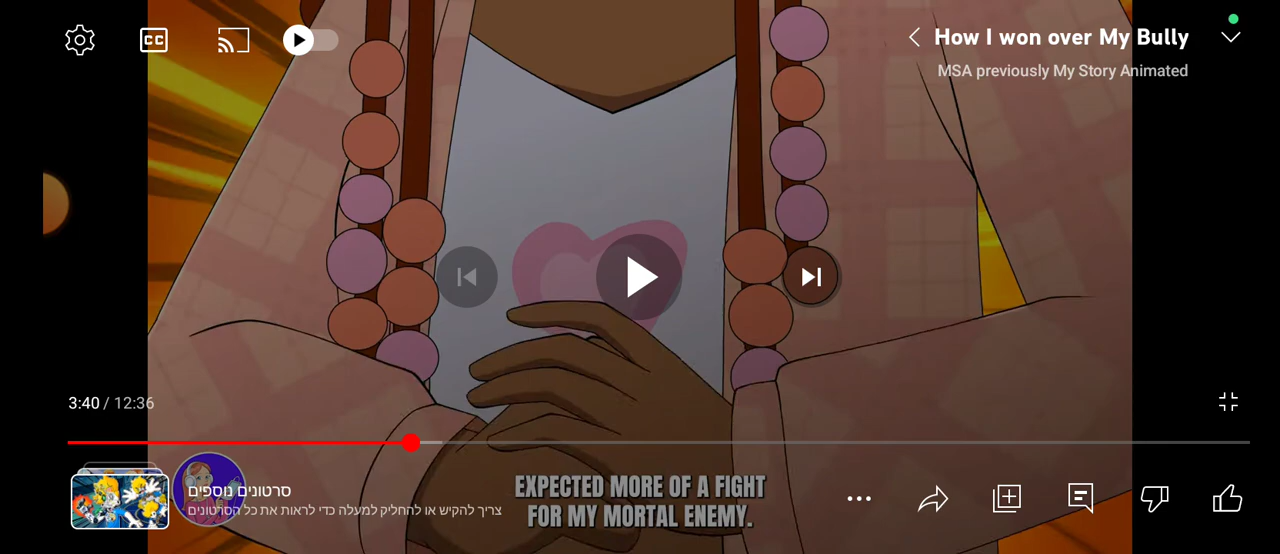 CC
How I won over My Bully
MSA previously My Story Animated
3:40 / 12:36
סרטונים נוספים
צריך להקיש או להחליק למעלה כדי לראות את כל הסרטונים
EXPECTED MORE OF A FIGHT
FOR MY MORTAL ENEMY.